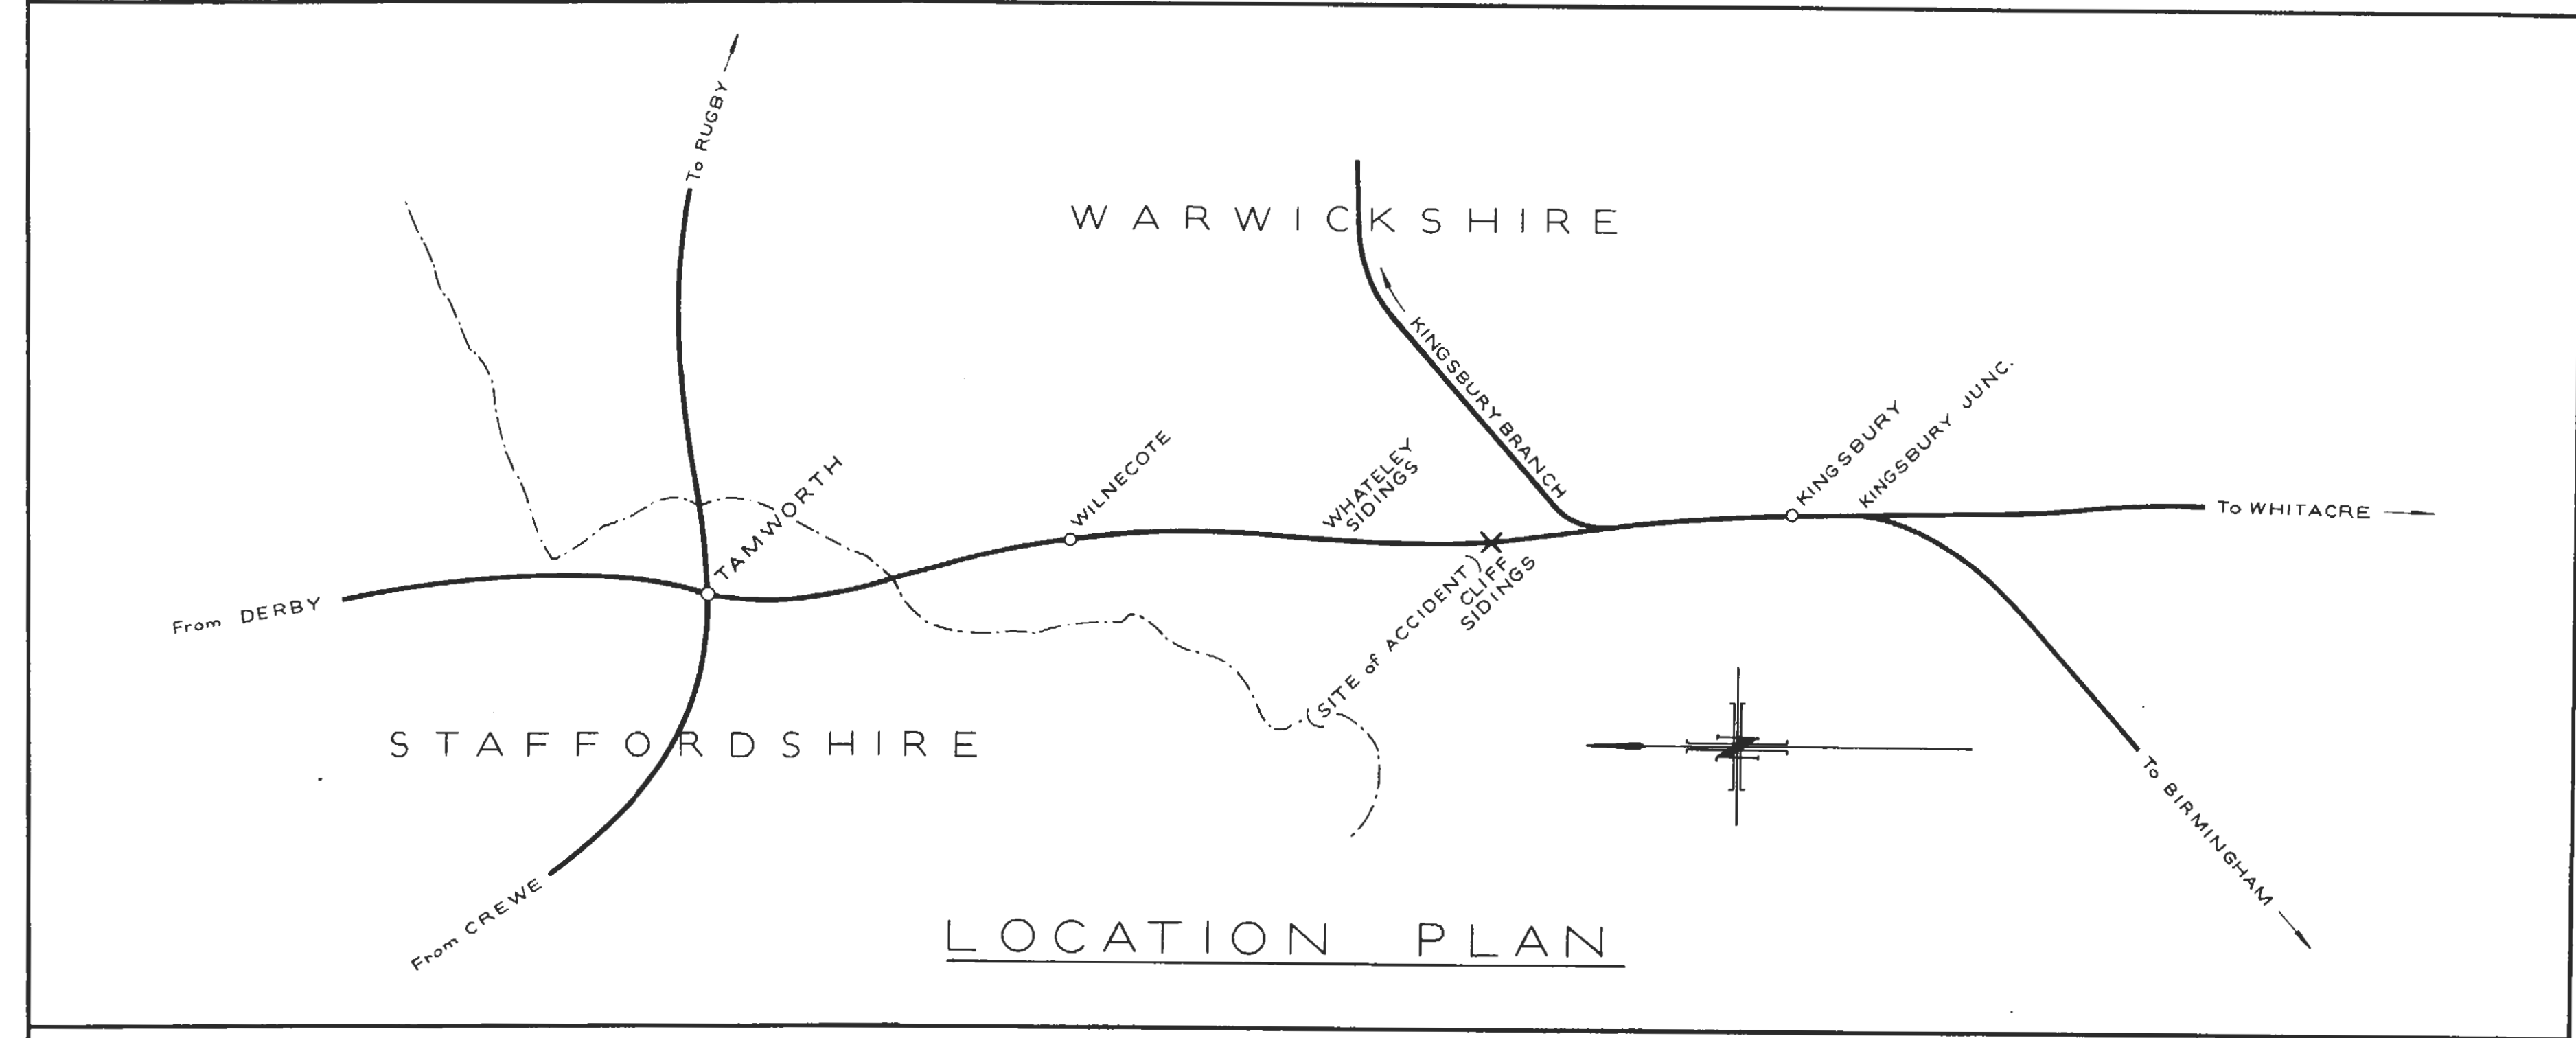 To RUGBY
WARWICKSHIRE
KINGSBURY BRANCH
KINGSBURY
KINGSBURY JUNC.
WHATELEY
SIDINGS
WILNECOTE
TAMWORTH
To WHITACRE
From DERBY
(SITE of ACCIDENT)
CLIFF
SIDINGS
STAFFORDSHIRE
N
To BIRMINGHAM
From CREWE
LOCATION PLAN